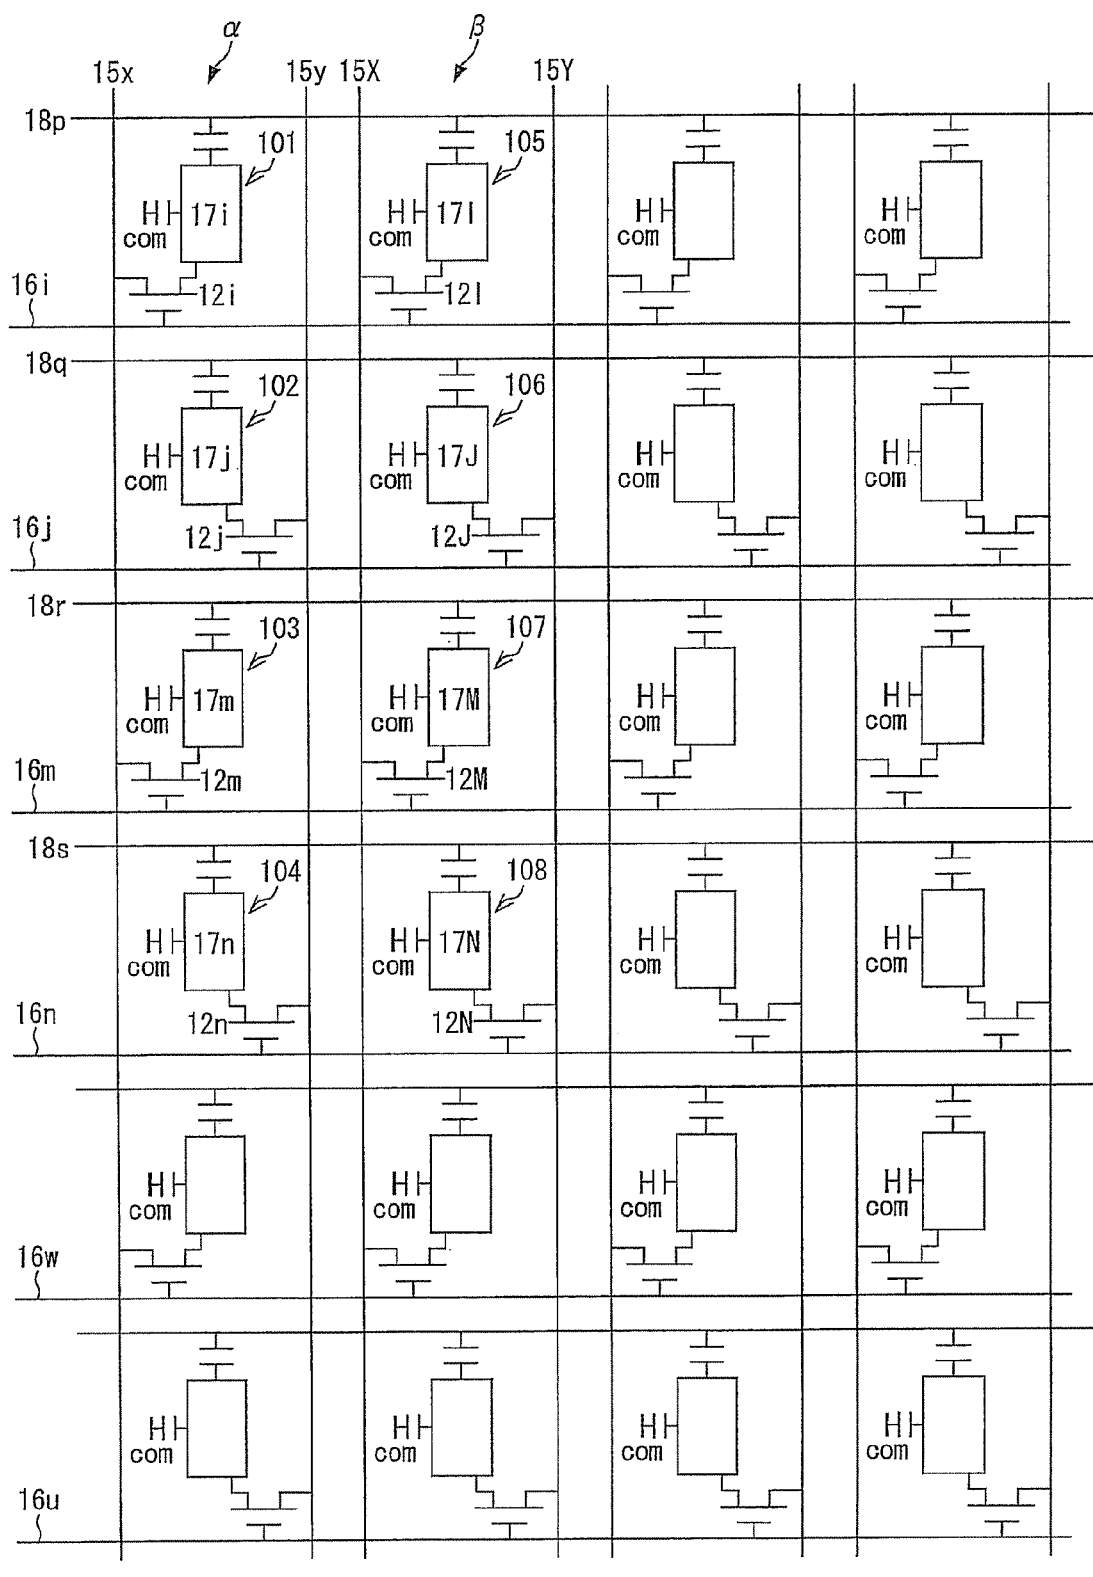 α β
15x 15y 15X 15Y
18p
101 105
17i 17I
com com com com
16i 12i 12I
18q
102 106
17j 17J
com com com com
16j 12j 12J
18r
103 107
17m 17M
com com com com
16m 12m 12M
18s
104 108
17n 17N
com com com com
16n 12n 12N
com com com com
16w
com com com com
16u